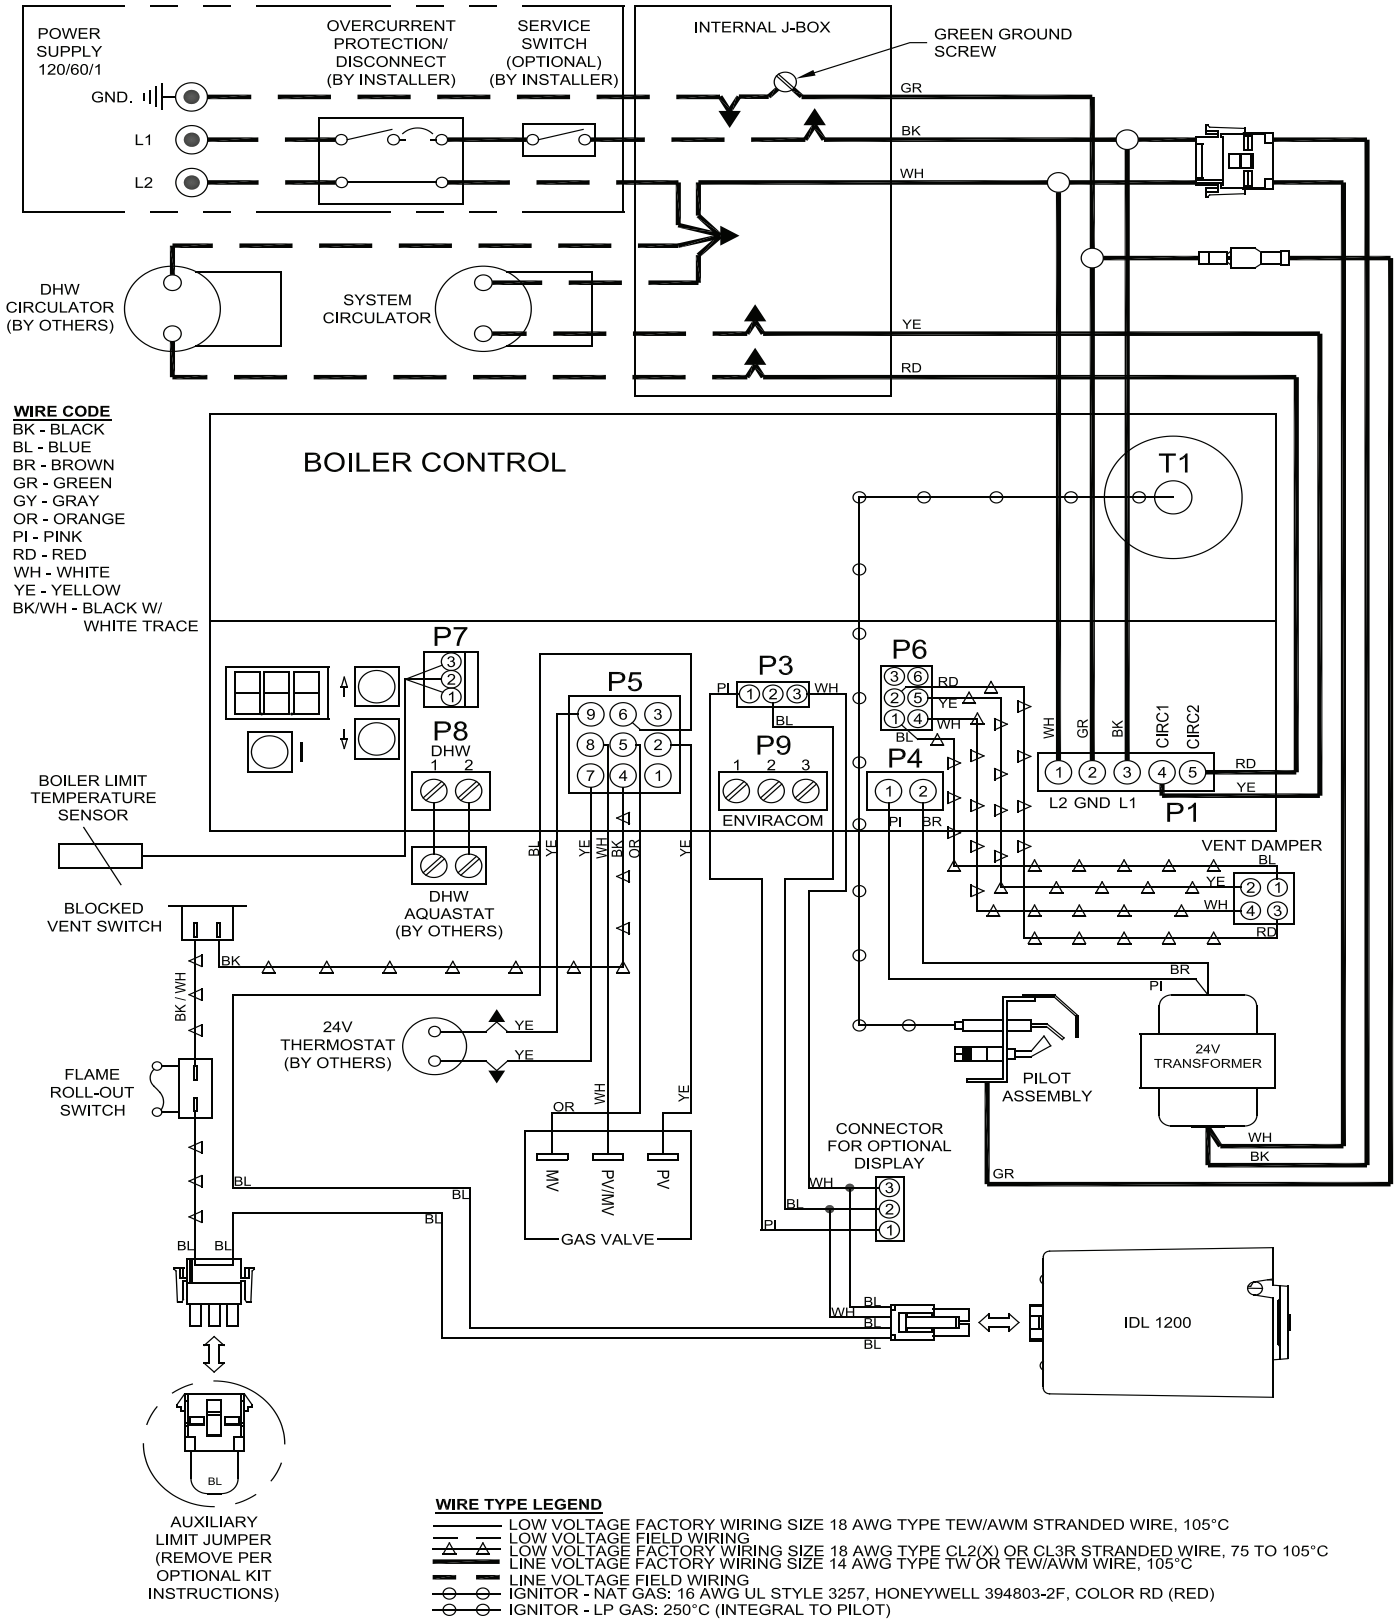 POWER
SUPPLY
120/60/1
OVERCURRENT
PROTECTION/
DISCONNECT
(BY INSTALLER)
SERVICE
SWITCH
(OPTIONAL)
(BY INSTALLER)
INTERNAL J-BOX
GREEN GROUND
SCREW
GND.
L1
L2
GR
BK
WH
DHW
CIRCULATOR
(BY OTHERS)
SYSTEM
CIRCULATOR
YE
RD
WIRE CODE
BK - BLACK
BL - BLUE
BR - BROWN
GR - GREEN
GY - GRAY
OR - ORANGE
PI - PINK
RD - RED
WH - WHITE
YE - YELLOW
BK/WH - BLACK W/
WHITE TRACE
BOILER CONTROL
T1
P7
3
2
1
P8
DHW
1 2
P5
9 6 3
8 5 2
7 4 1
P3
PI 1 2 3 WH
BL
P9
1 2 3
ENVIRACOM
P6
3 6 RD
2 5 YE
1 4 WH
BL
P4
1 2
PI BR
WH GR BK CIRC1 CIRC2
1 2 3 4 5
L2 GND L1
P1
RD
YE
BOILER LIMIT
TEMPERATURE
SENSOR
DHW
AQUASTAT
(BY OTHERS)
BL YE YE WH BK OR YE
VENT DAMPER
BL
YE 2 1
WH 4 3
RD
BLOCKED
VENT SWITCH
BK
BK / WH
24V
THERMOSTAT
(BY OTHERS)
YE
YE
BR
PI
24V
TRANSFORMER
WH
BK
PILOT
ASSEMBLY
GR
FLAME
ROLL-OUT
SWITCH
OR WH YE
MV PV/MV PV
GAS VALVE
CONNECTOR
FOR OPTIONAL
DISPLAY
WH 3
BL 2
PI 1
BL
BL
BL
BL
BL BL
BL
WH
BL
BL
IDL 1200
BL
AUXILIARY
LIMIT JUMPER
(REMOVE PER
OPTIONAL KIT
INSTRUCTIONS)
WIRE TYPE LEGEND
LOW VOLTAGE FACTORY WIRING SIZE 18 AWG TYPE TEW/AWM STRANDED WIRE, 105°C
LOW VOLTAGE FIELD WIRING
LOW VOLTAGE FACTORY WIRING SIZE 18 AWG TYPE CL2(X) OR CL3R STRANDED WIRE, 75 TO 105°C
LINE VOLTAGE FACTORY WIRING SIZE 14 AWG TYPE TW OR TEW/AWM WIRE, 105°C
LINE VOLTAGE FIELD WIRING
IGNITOR - NAT GAS: 16 AWG UL STYLE 3257, HONEYWELL 394803-2F, COLOR RD (RED)
IGNITOR - LP GAS: 250°C (INTEGRAL TO PILOT)